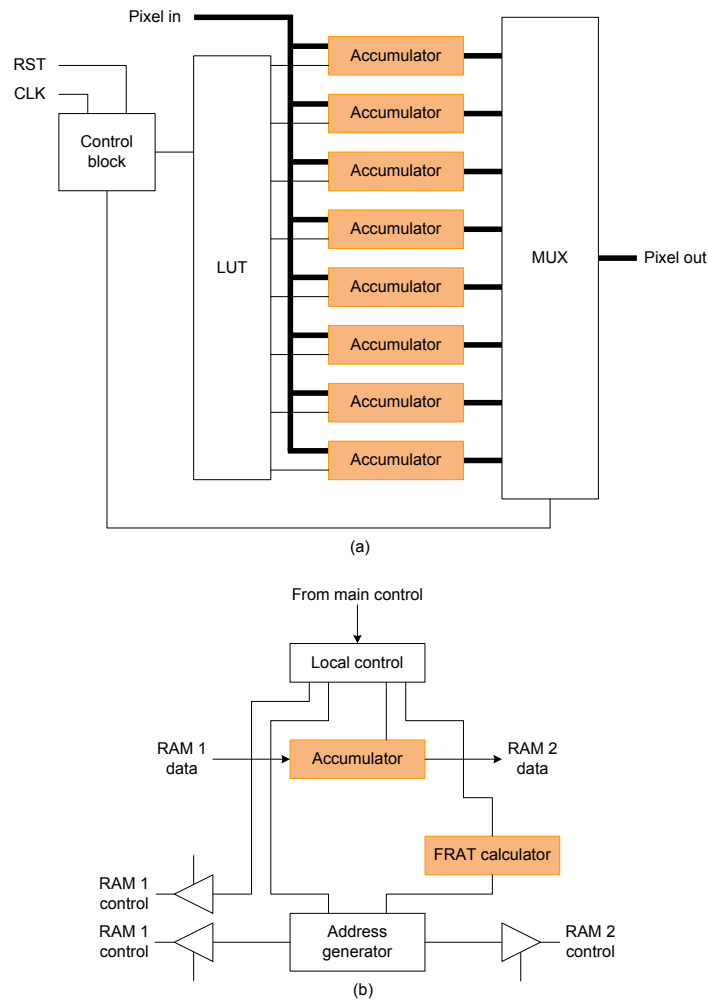 Pixel in
RST
CLK
Control
block
LUT
Accumulator
Accumulator
Accumulator
Accumulator
Accumulator
Accumulator
Accumulator
Accumulator
MUX
Pixel out
(a)
From main control
Local control
RAM 1
data
Accumulator
RAM 2
data
FRAT calculator
RAM 1
control
RAM 1
control
Address
generator
RAM 2
control
(b)